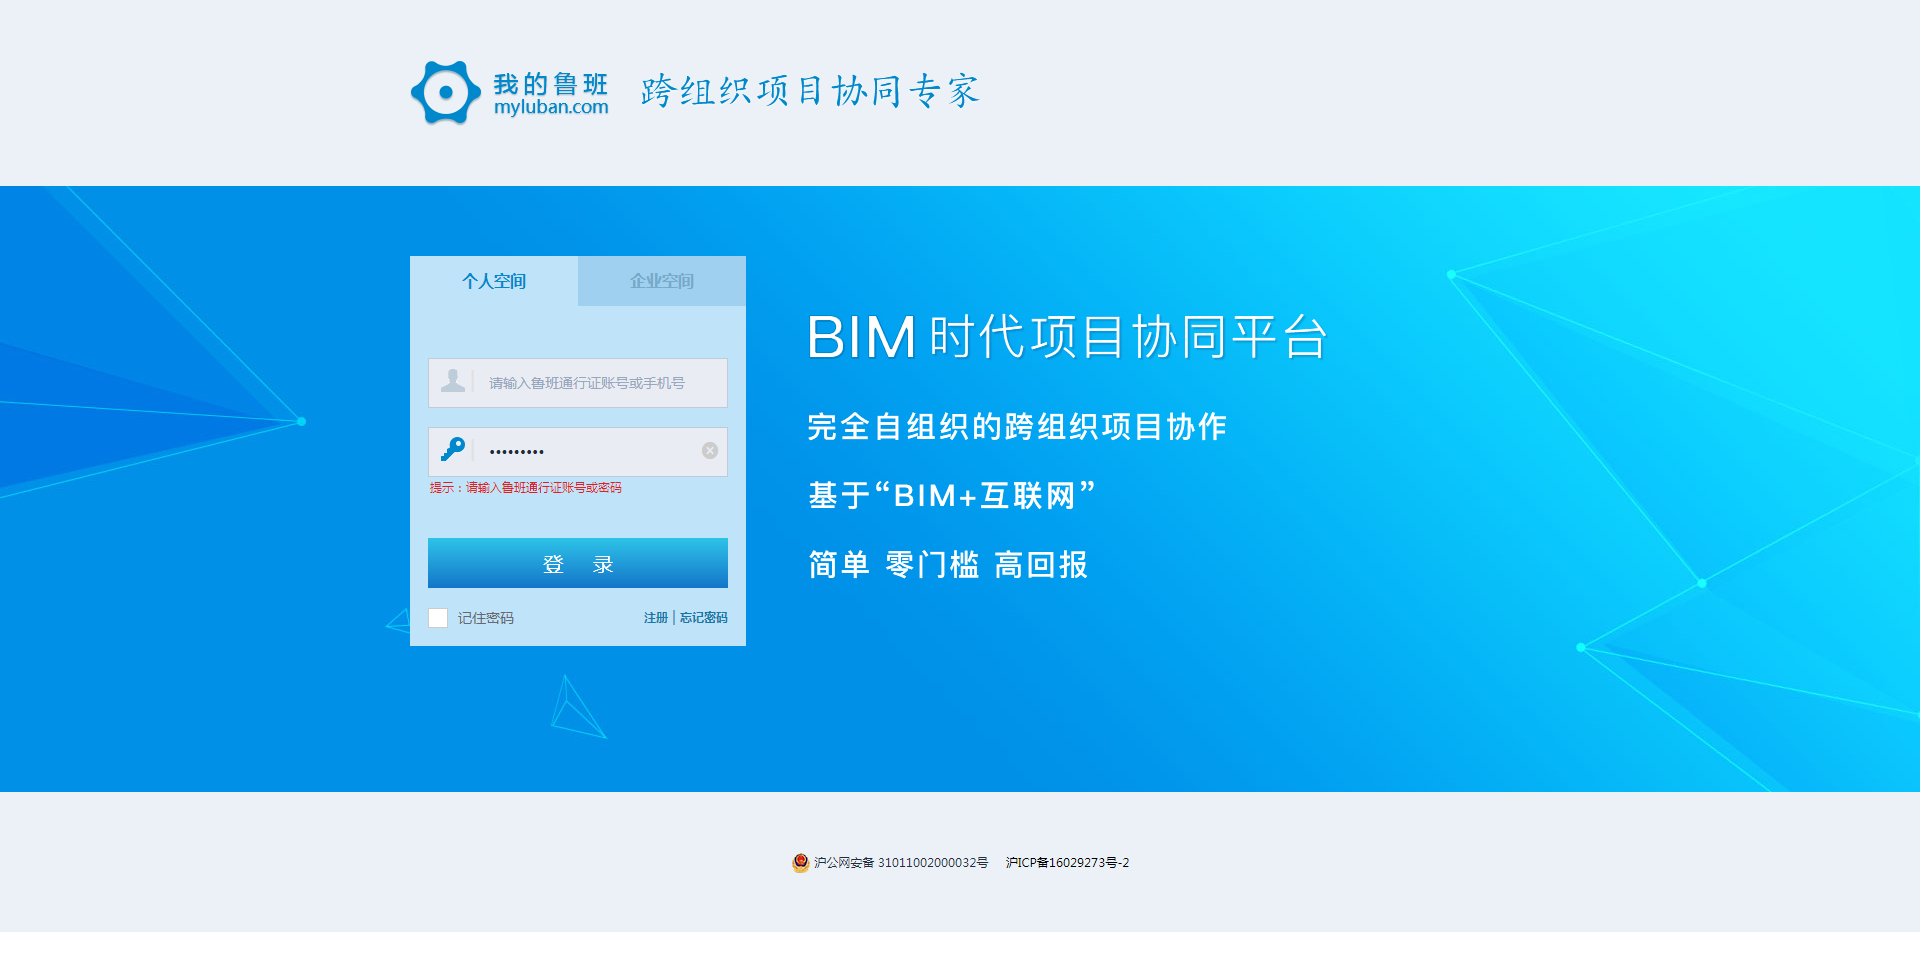 我的鲁班
myluban.com
跨组织项目协同专家
个人空间
企业空间
请输入鲁班通行证账号或手机号
•••••••••
提示：请输入鲁班通行证账号或密码
登 录
记住密码
注册 | 忘记密码
BIM 时代项目协同平台
完全自组织的跨组织项目协作
基于“BIM+互联网”
简单 零门槛 高回报
沪公网安备 31011002000032号 沪ICP备16029273号-2